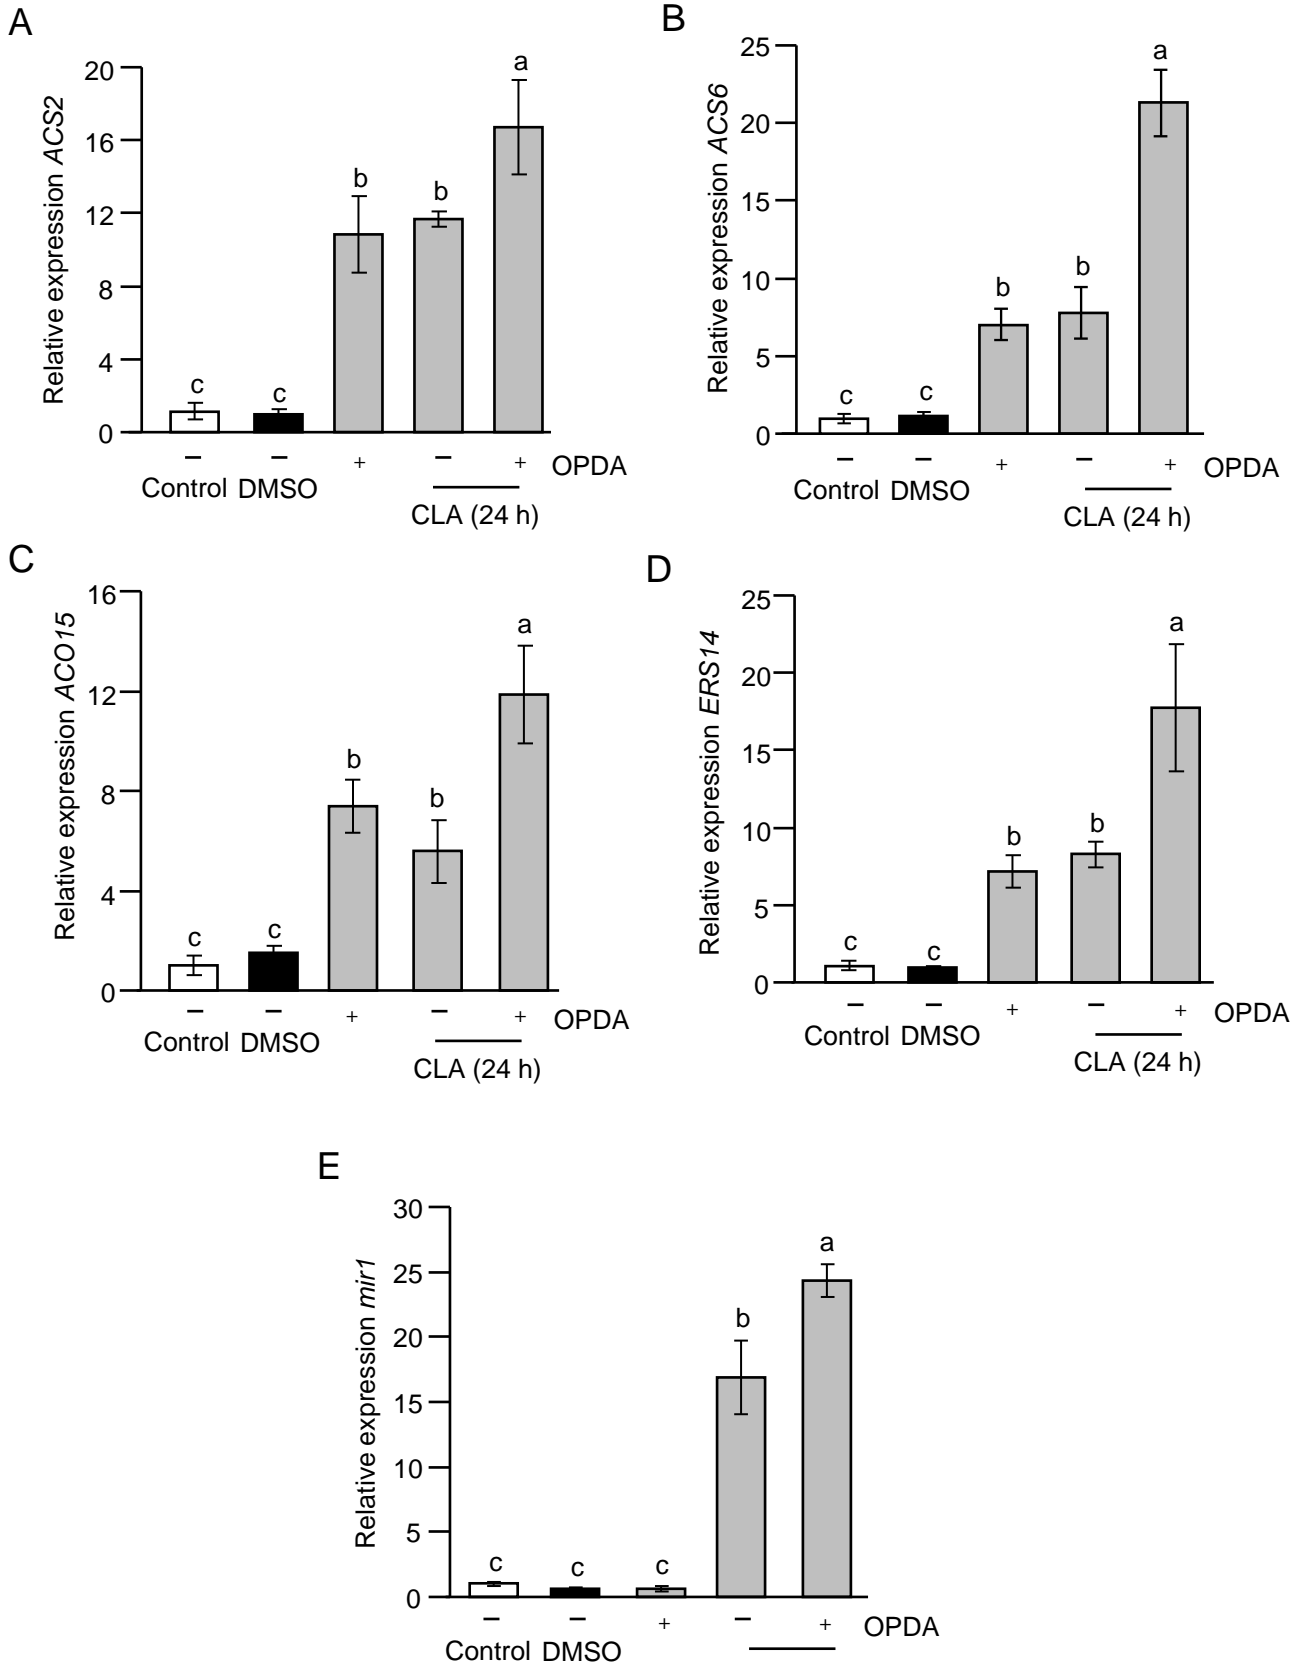 A
Relative expression ACS2
20
16
12
8
4
0
c
c
b
b
a
− − + − + OPDA
Control DMSO
CLA (24 h)
B
Relative expression ACS6
25
20
15
10
5
0
c
c
b
b
a
− − + − + OPDA
Control DMSO
CLA (24 h)
C
Relative expression ACO15
16
12
8
4
0
c
c
b
b
a
− − + − + OPDA
Control DMSO
CLA (24 h)
D
Relative expression ERS14
25
20
15
10
5
0
c
c
b
b
a
− − + − + OPDA
Control DMSO
CLA (24 h)
E
Relative expression mir1
30
25
20
15
10
5
0
c
c
c
b
a
− − + − + OPDA
Control DMSO